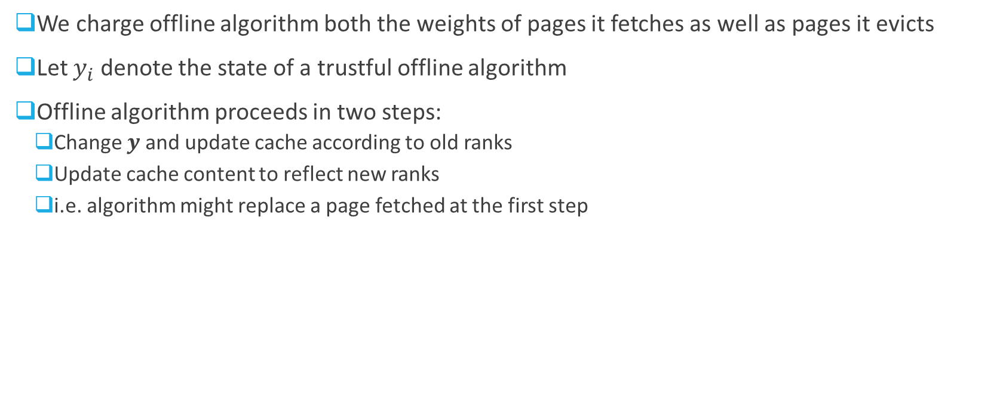 ❑We charge offline algorithm both the weights of pages it fetches as well as pages it evicts
❑Let $y_i$ denote the state of a trustful offline algorithm
❑Offline algorithm proceeds in two steps:
❑Change $\boldsymbol{y}$ and update cache according to old ranks
❑Update cache content to reflect new ranks
❑i.e. algorithm might replace a page fetched at the first step